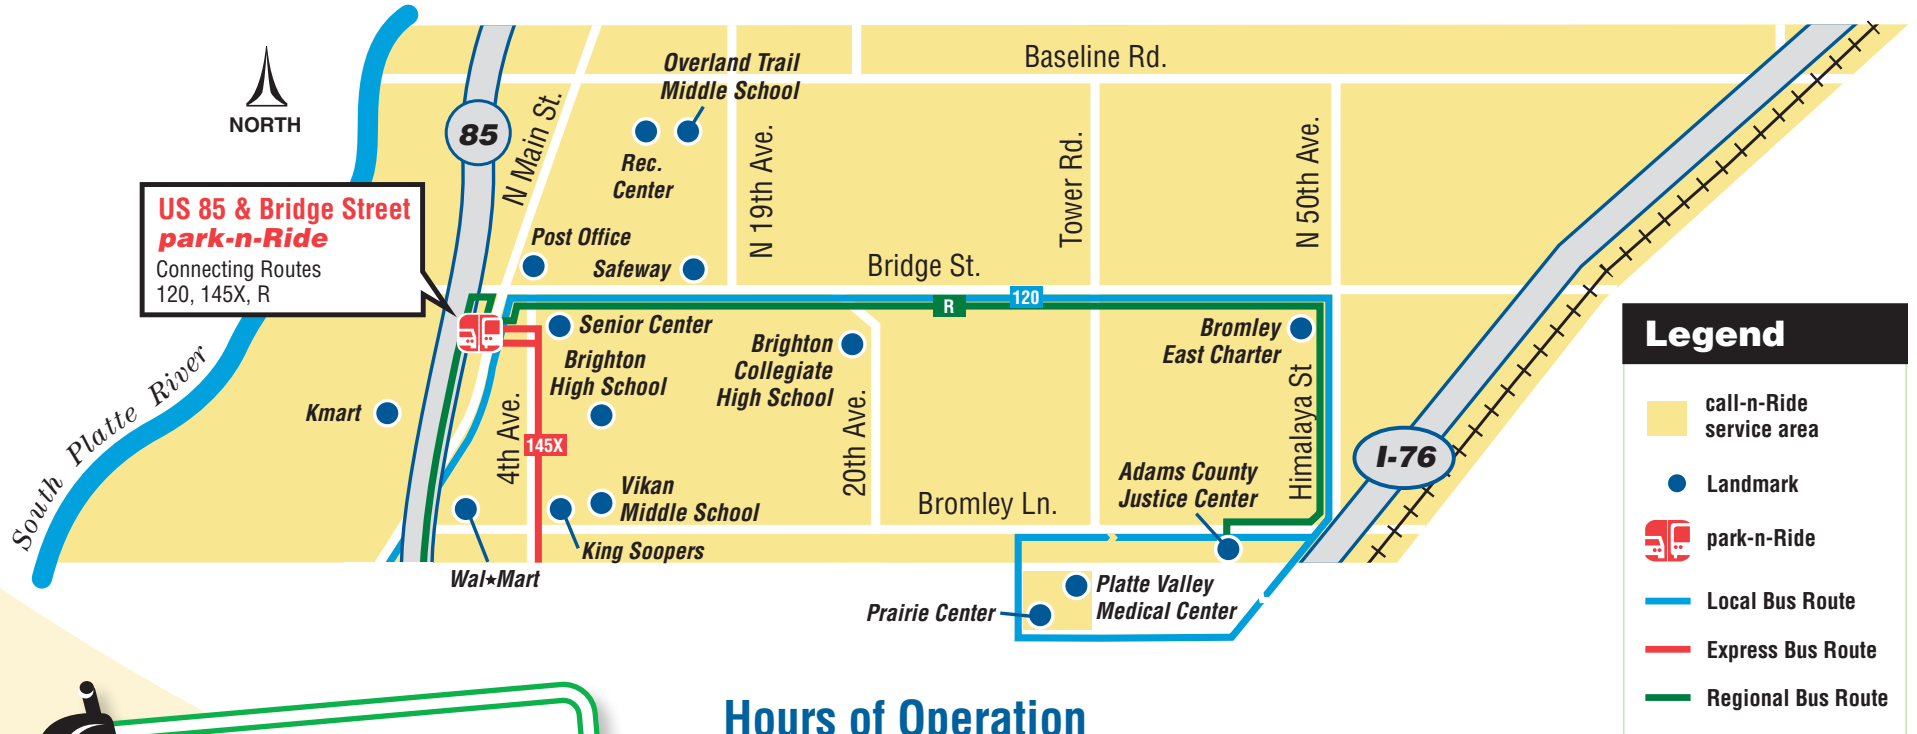 Baseline Rd.
Overland Trail
Middle School
NORTH
85
N Main St.
Rec.
Center
N 19th Ave.
Tower Rd.
N 50th Ave.
US 85 & Bridge Street
park-n-Ride
Connecting Routes
120, 145X, R
Post Office
Safeway
Bridge St.
R
120
Senior Center
Brighton
High School
Brighton
Collegiate
High School
Bromley
East Charter
South Platte River
Kmart
4th Ave.
145X
20th Ave.
Himalaya St
I-76
Vikan
Middle School
Bromley Ln.
Adams County
Justice Center
King Soopers
Wal★Mart
Prairie Center
Platte Valley
Medical Center
Legend
call-n-Ride
service area
Landmark
park-n-Ride
Local Bus Route
Express Bus Route
Regional Bus Route
Hours of Operation